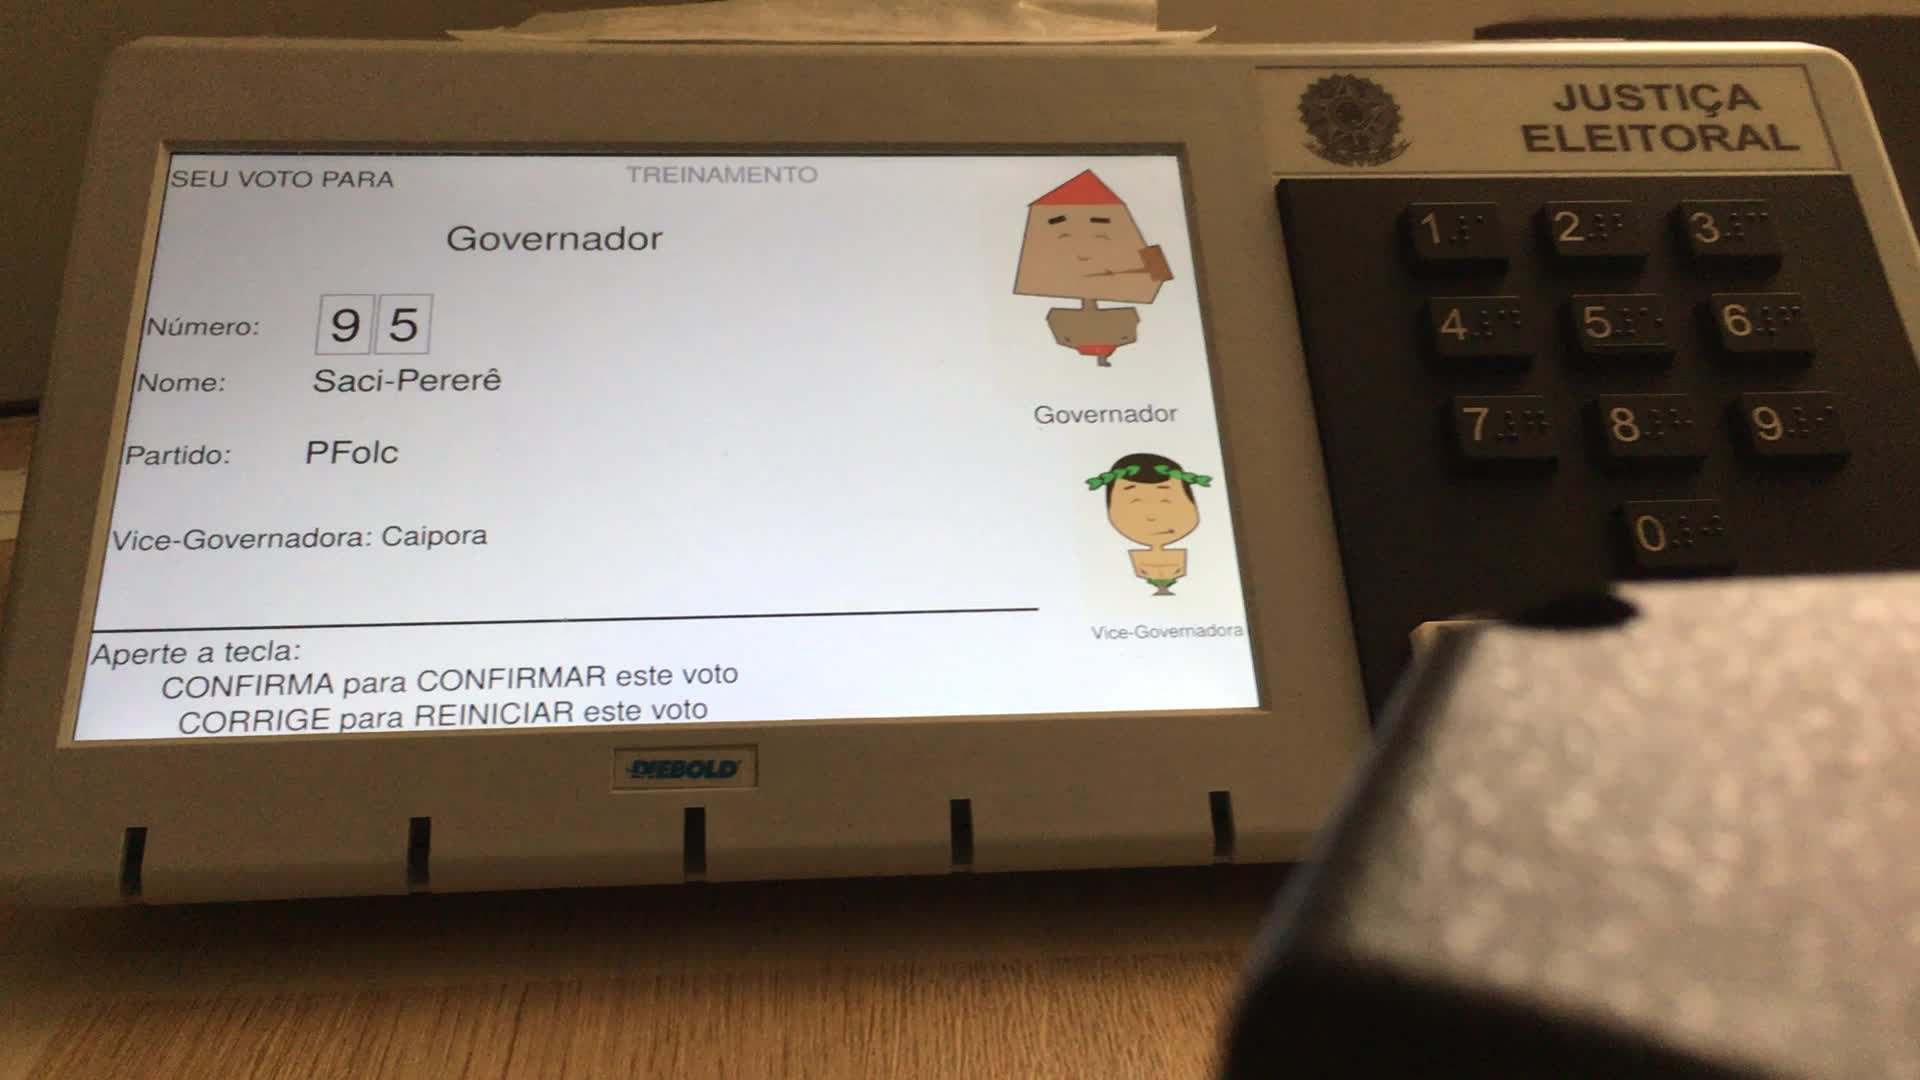 SEU VOTO PARA
TREINAMENTO
Governador
Número: 9 5
Nome: Saci-Pererê
Partido: PFolc
Vice-Governadora: Caipora
Governador
Vice-Governadora
Aperte a tecla:
CONFIRMA para CONFIRMAR este voto
CORRIGE para REINICIAR este voto
DIEBOLD
JUSTIÇA
ELEITORAL
1 2 3
4 5 6
7 8 9
0